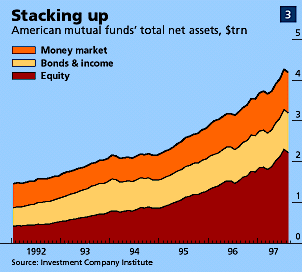 Stacking up
3
American mutual funds' total net assets, $trn
5
Money market
Bonds & income
Equity
4
3
2
1
0
1992 93 94 95 96 97
Source: Investment Company Institute